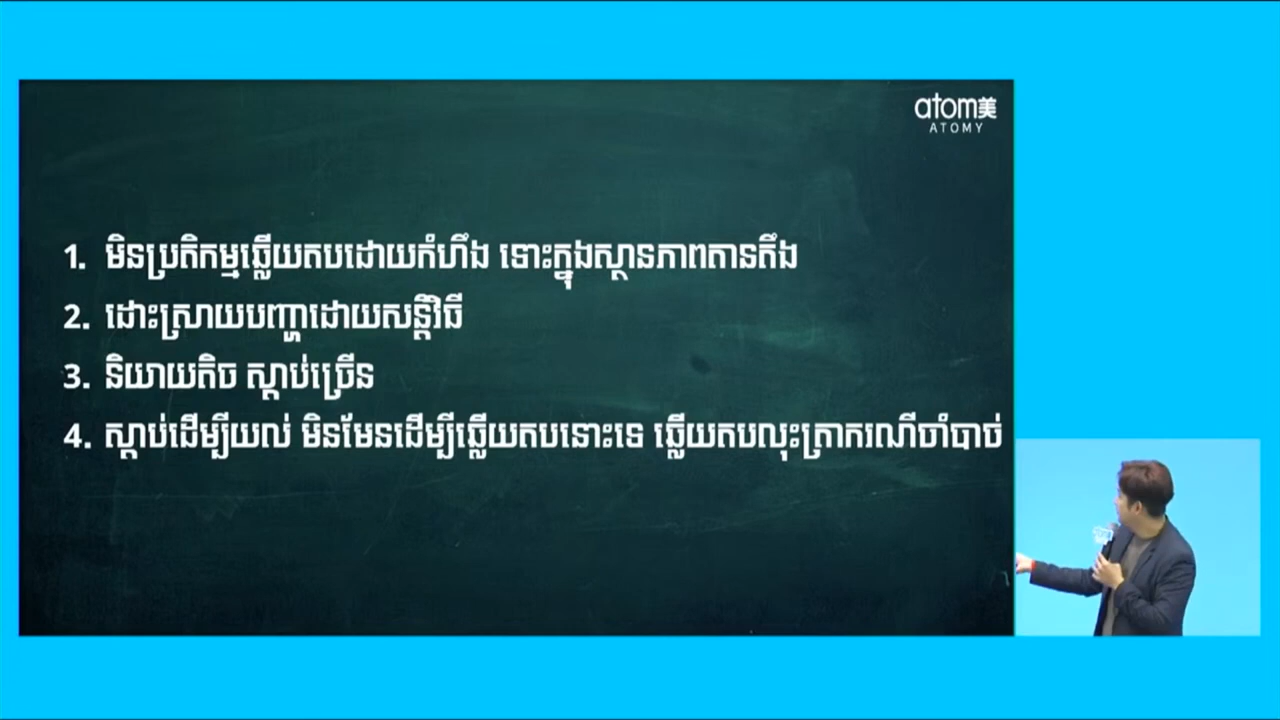 atom美
ATOMY
1. មិនប្រតិកម្មឆ្លើយតបដោយកំហឹង ទោះក្នុងស្ថានភាពតានតឹង
2. ដោះស្រាយបញ្ហាដោយសន្តិវិធី
3. និយាយតិច ស្តាប់ច្រើន
4. ស្តាប់ដើម្បីយល់ មិនមែនដើម្បីឆ្លើយតបនោះទេ ឆ្លើយតបលុះត្រាករណីចាំបាច់